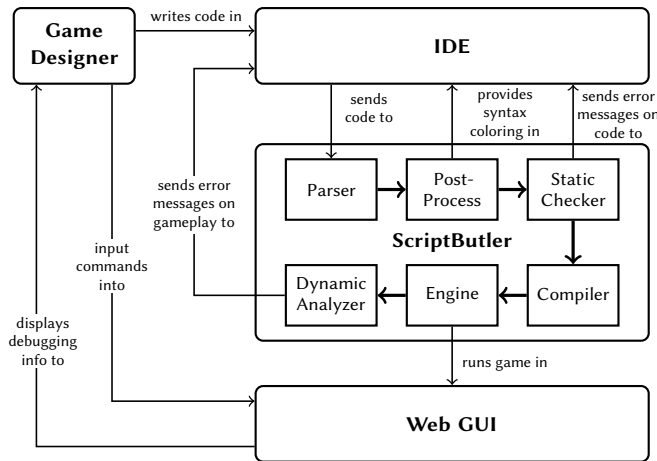 Game
Designer
writes code in
IDE
sends
code to
provides
syntax
coloring in
sends error
messages on
code to
Parser
Post-
Process
Static
Checker
sends error
messages on
gameplay to
ScriptButler
input
commands
into
Dynamic
Analyzer
Engine
Compiler
displays
debugging
info to
runs game in
Web GUI